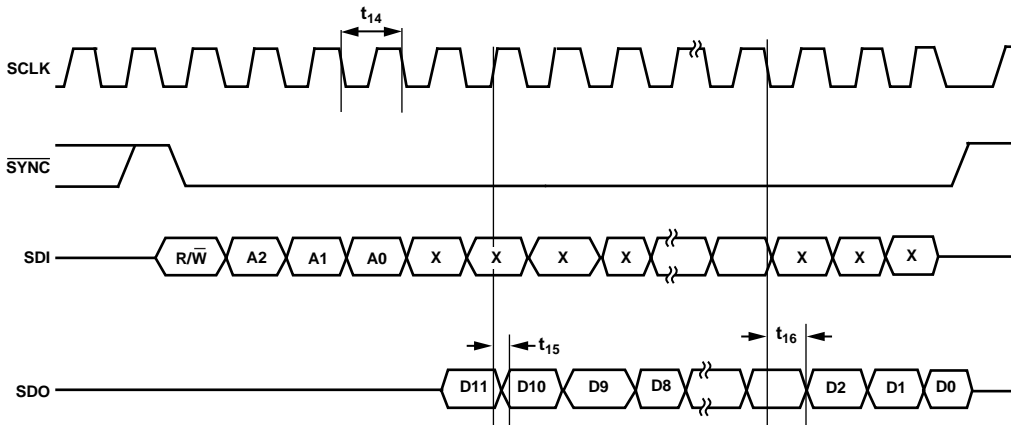 t14
SCLK
SYNC
SDI R/W A2 A1 A0 X X X X X X X
t15 t16
SDO D11 D10 D9 D8 D2 D1 D0